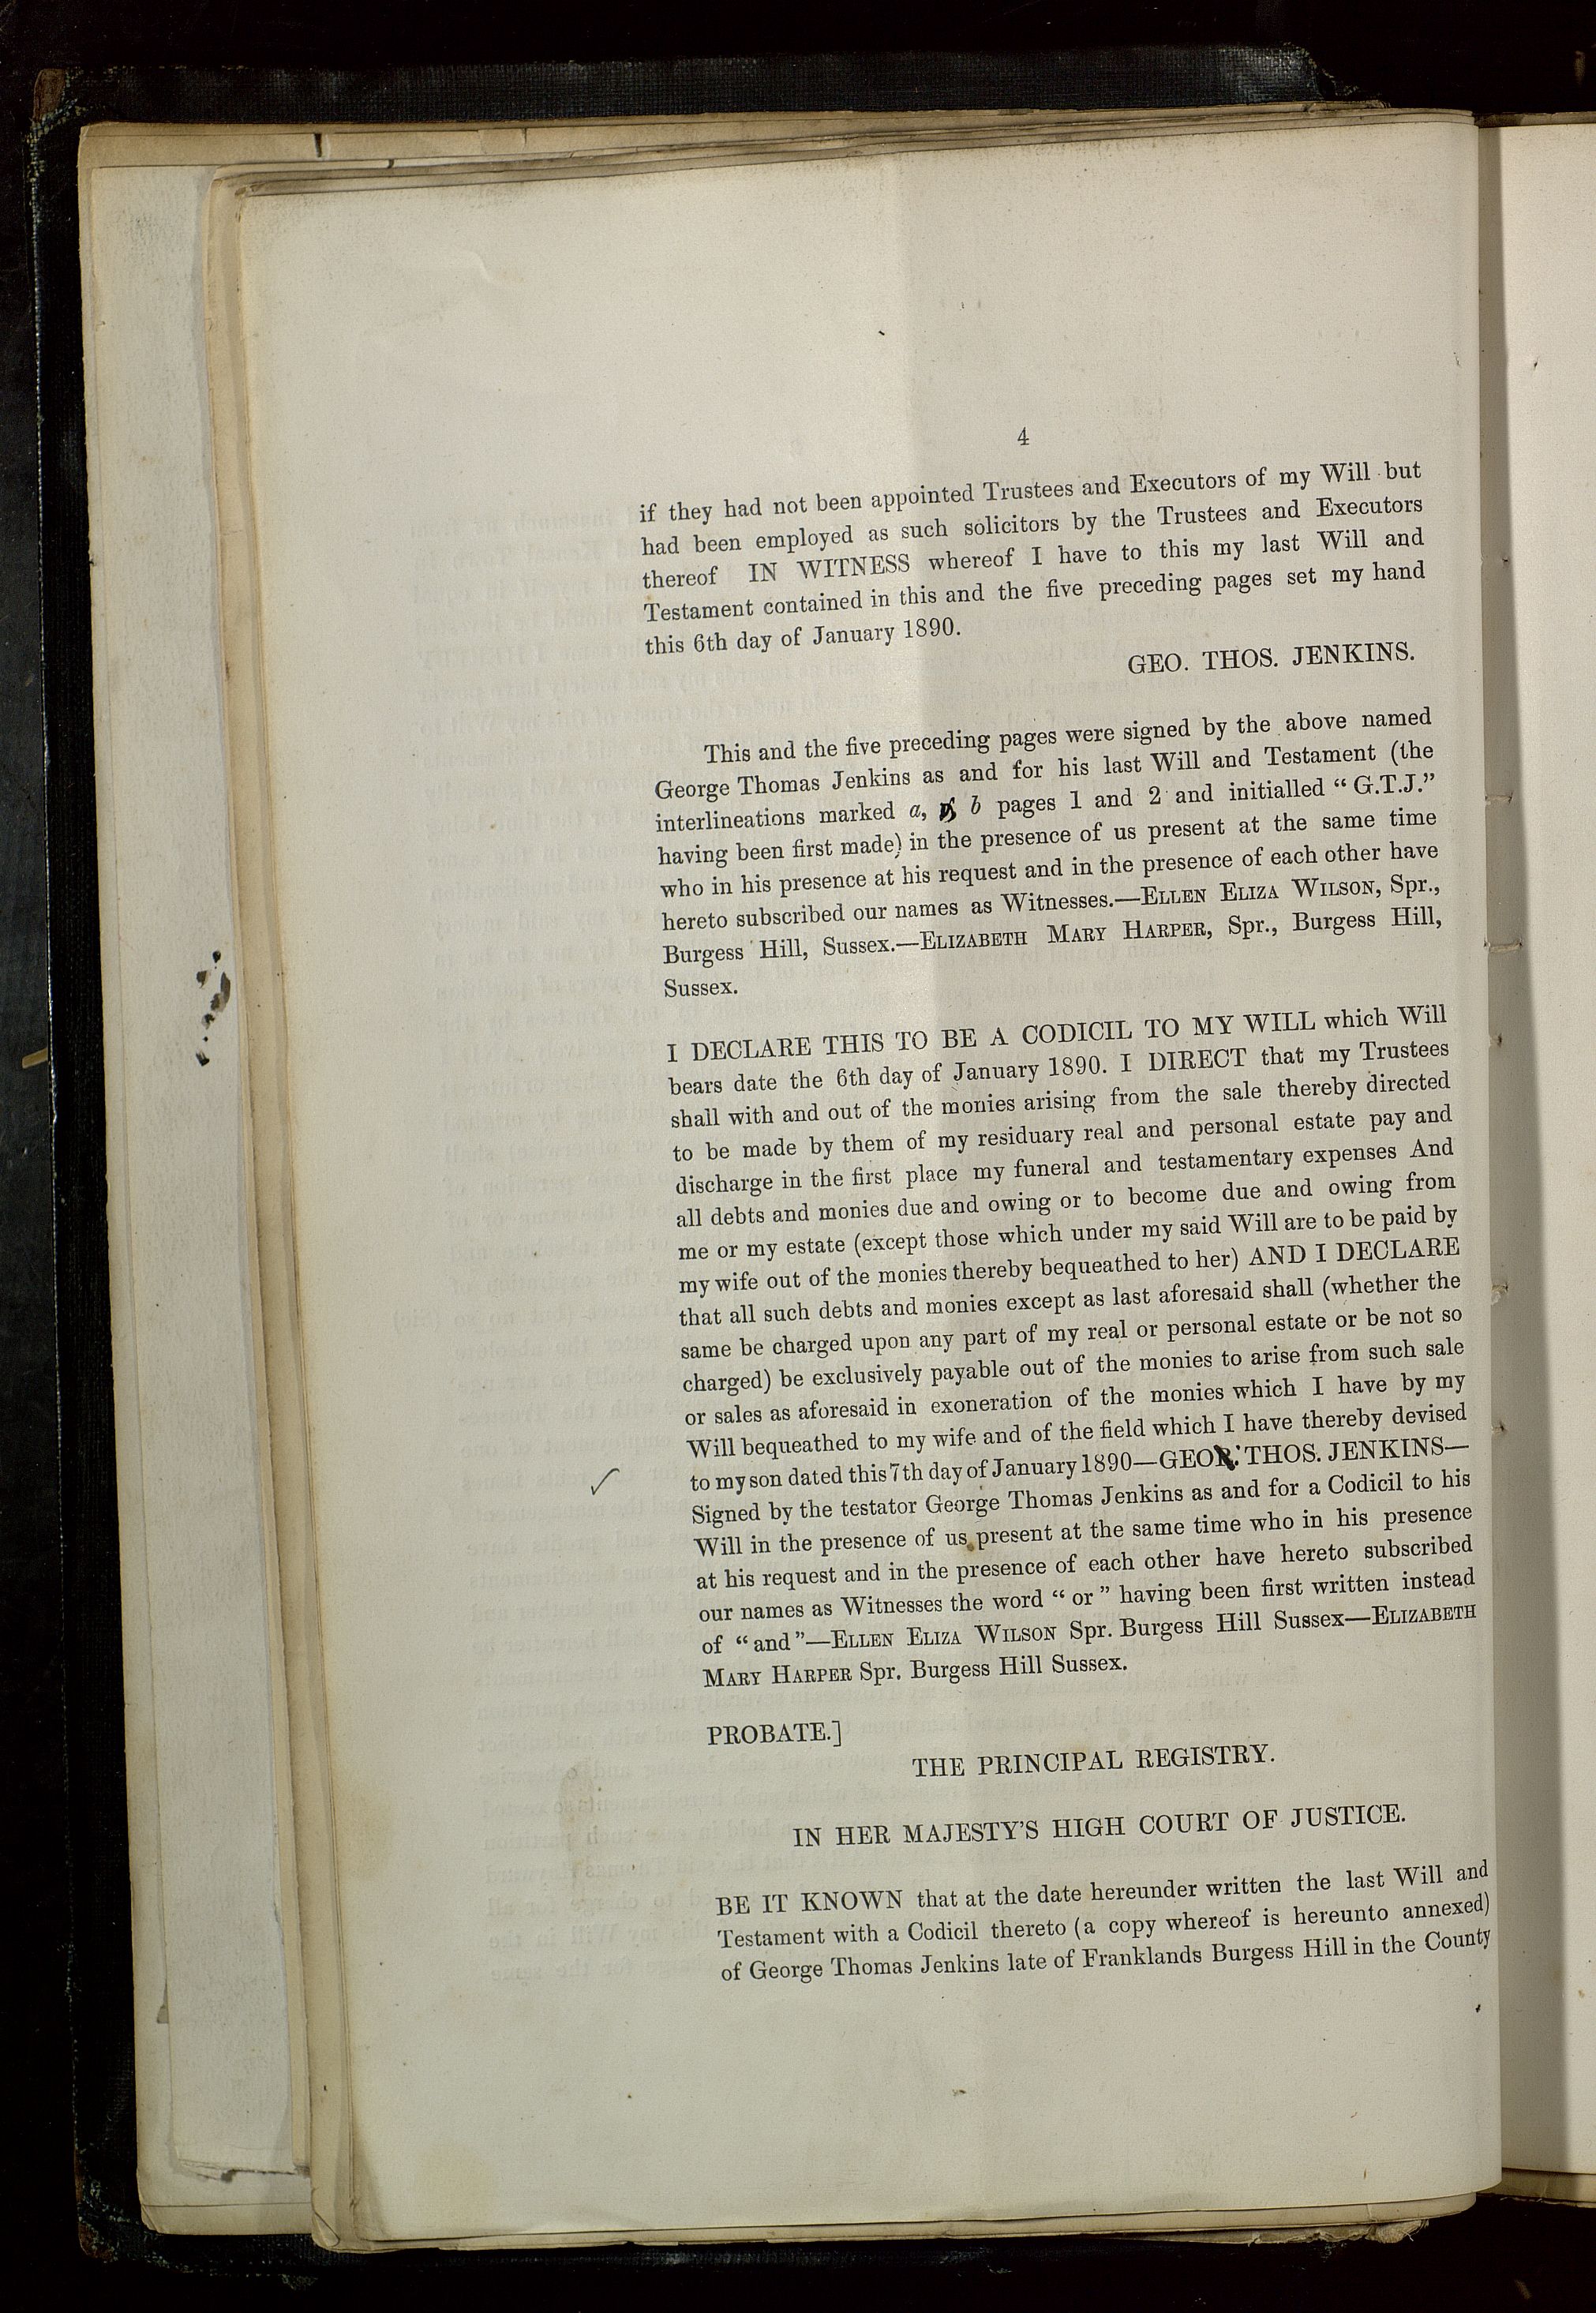 4
if they had not been appointed Trustees and Executors of my Will but
had been employed as such solicitors by the Trustees and Executors
thereof IN WITNESS whereof I have to this my last Will and
Testament contained in this and the five preceding pages set my hand
this 6th day of January 1890.
GEO. THOS. JENKINS.
This and the five preceding pages were signed by the above named
George Thomas Jenkins as and for his last Will and Testament (the
interlineations marked a, b pages 1 and 2 and initialled “G.T.J.”
having been first made) in the presence of us present at the same time
who in his presence at his request and in the presence of each other have
hereto subscribed our names as Witnesses.—ELLEN ELIZA WILSON, Spr.,
Burgess Hill, Sussex.—ELIZABETH MARY HARPER, Spr., Burgess Hill,
Sussex.
I DECLARE THIS TO BE A CODICIL TO MY WILL which Will
bears date the 6th day of January 1890. I DIRECT that my Trustees
shall with and out of the monies arising from the sale thereby directed
to be made by them of my residuary real and personal estate pay and
discharge in the first place my funeral and testamentary expenses And
all debts and monies due and owing or to become due and owing from
me or my estate (except those which under my said Will are to be paid by
my wife out of the monies thereby bequeathed to her) AND I DECLARE
that all such debts and monies except as last aforesaid shall (whether the
same be charged upon any part of my real or personal estate or be not so
charged) be exclusively payable out of the monies to arise from such sale
or sales as aforesaid in exoneration of the monies which I have by my
Will bequeathed to my wife and of the field which I have thereby devised
to my son dated this 7th day of January 1890—GEO. THOS. JENKINS—
Signed by the testator George Thomas Jenkins as and for a Codicil to his
Will in the presence of us present at the same time who in his presence
at his request and in the presence of each other have hereto subscribed
our names as Witnesses the word “or” having been first written instead
of “and”—ELLEN ELIZA WILSON Spr. Burgess Hill Sussex—ELIZABETH
MARY HARPER Spr. Burgess Hill Sussex.
PROBATE.]
THE PRINCIPAL REGISTRY.
IN HER MAJESTY'S HIGH COURT OF JUSTICE.
BE IT KNOWN that at the date hereunder written the last Will and
Testament with a Codicil thereto (a copy whereof is hereunto annexed)
of George Thomas Jenkins late of Franklands Burgess Hill in the County